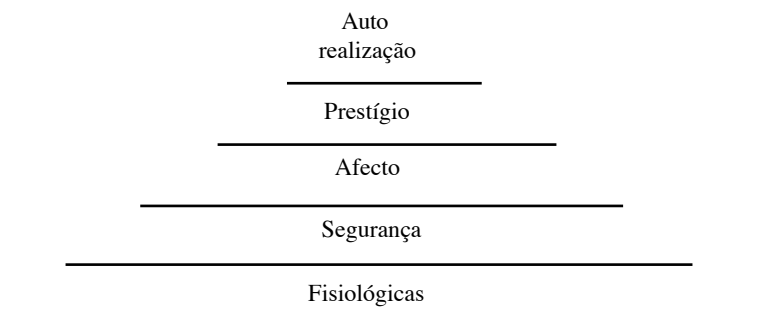 Auto
realização
Prestígio
Afecto
Segurança
Fisiológicas